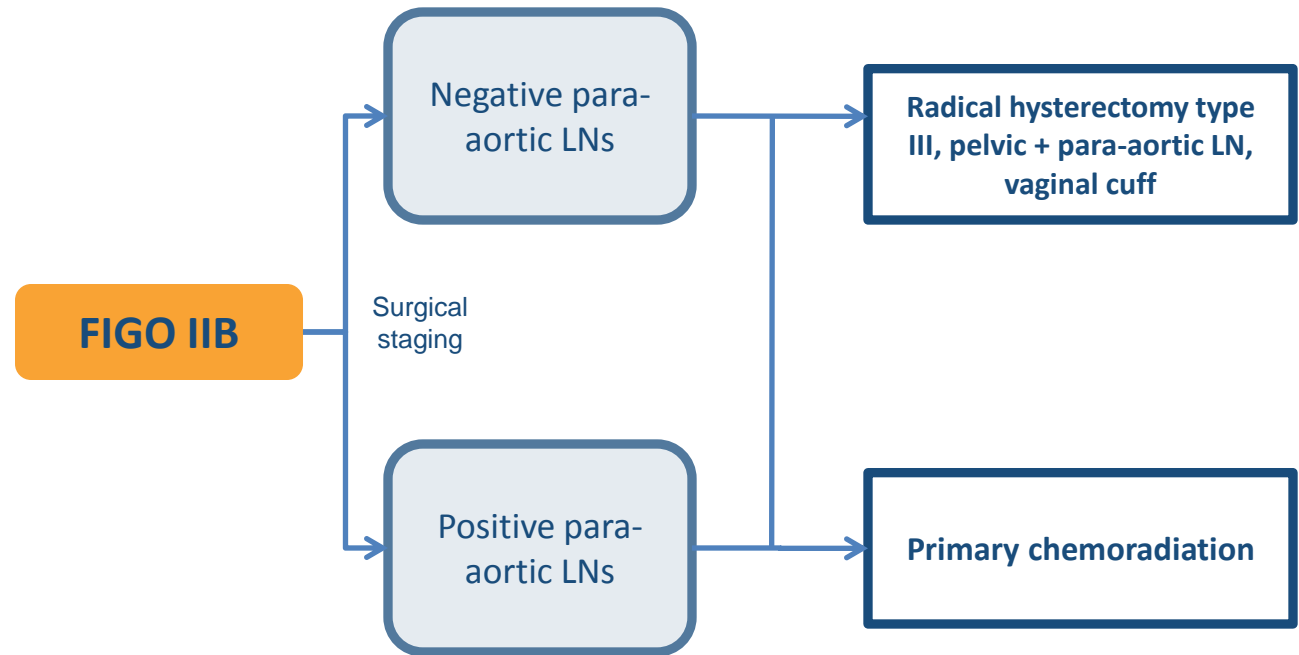 Negative para-
aortic LNs
Radical hysterectomy type
III, pelvic + para-aortic LN,
vaginal cuff
FIGO IIB
Surgical
staging
Positive para-
aortic LNs
Primary chemoradiation